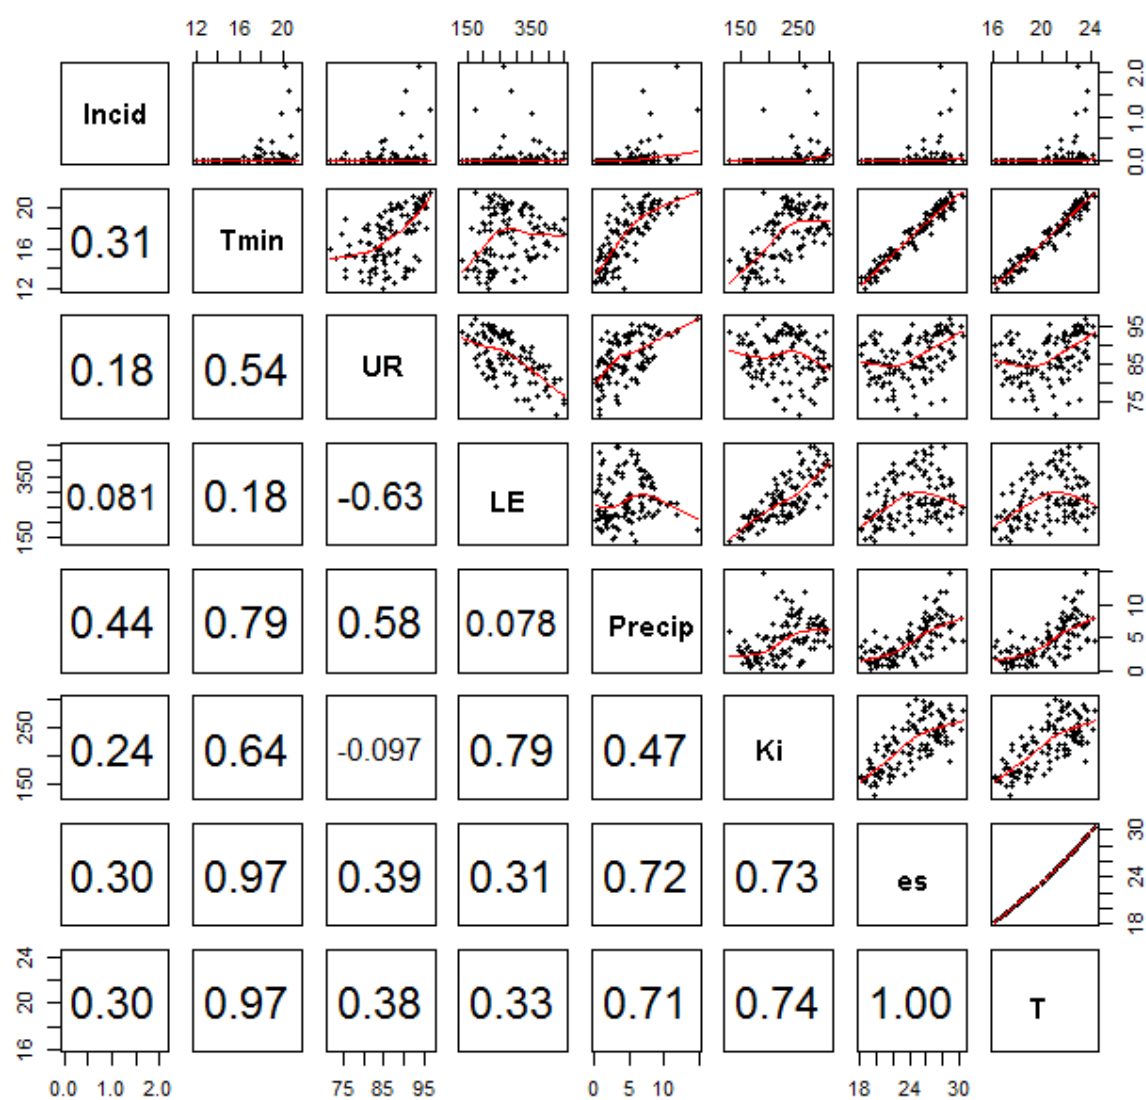 12 16 20 150 350 150 250 16 20 24
Incid 0.0 1.0 2.0
12 16 20 0.31 Tmin
0.18 0.54 UR 75 85 95
150 350 0.081 0.18 -0.63 LE
0.44 0.79 0.58 0.078 Precip 0 5 10
150 250 0.24 0.64 -0.097 0.79 0.47 Ki
0.30 0.97 0.39 0.31 0.72 0.73 es 18 24 30
16 20 24 0.30 0.97 0.38 0.33 0.71 0.74 1.00 T
0.0 1.0 2.0 75 85 95 0 5 10 18 24 30